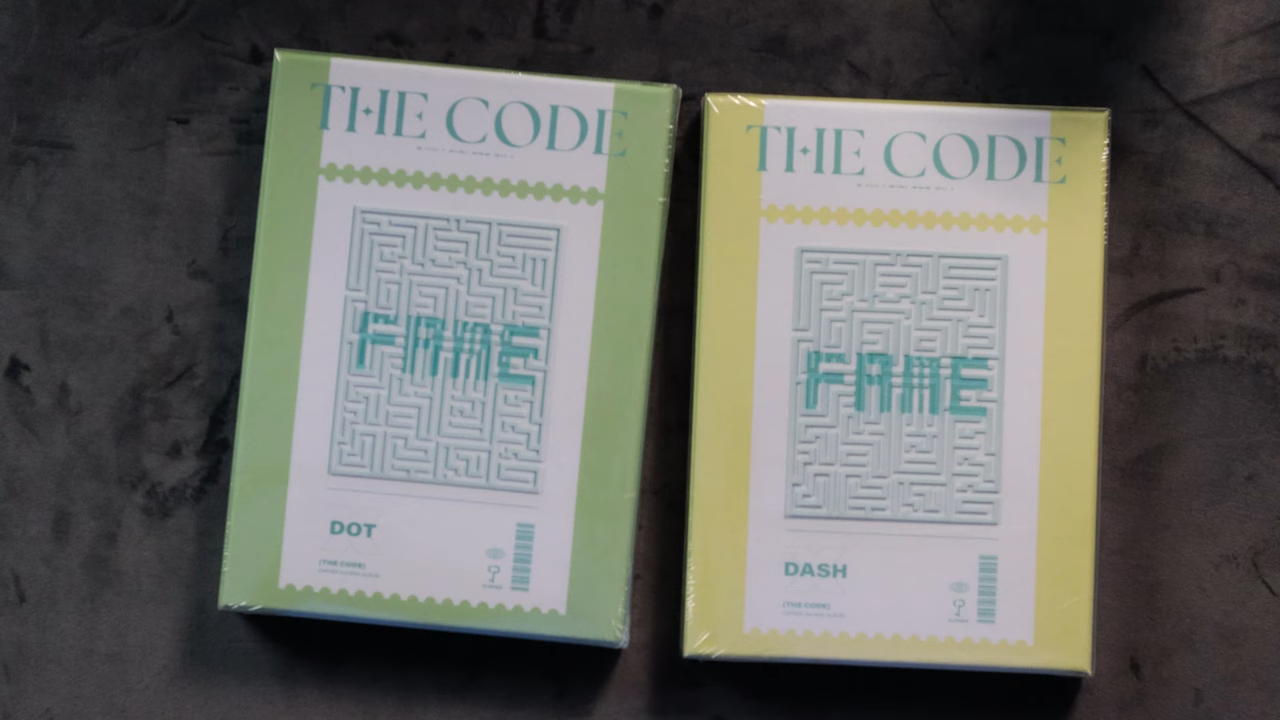 THE CODE
FAME
DOT
(THE CODE)
THE CODE
FAME
DASH
(THE CODE)